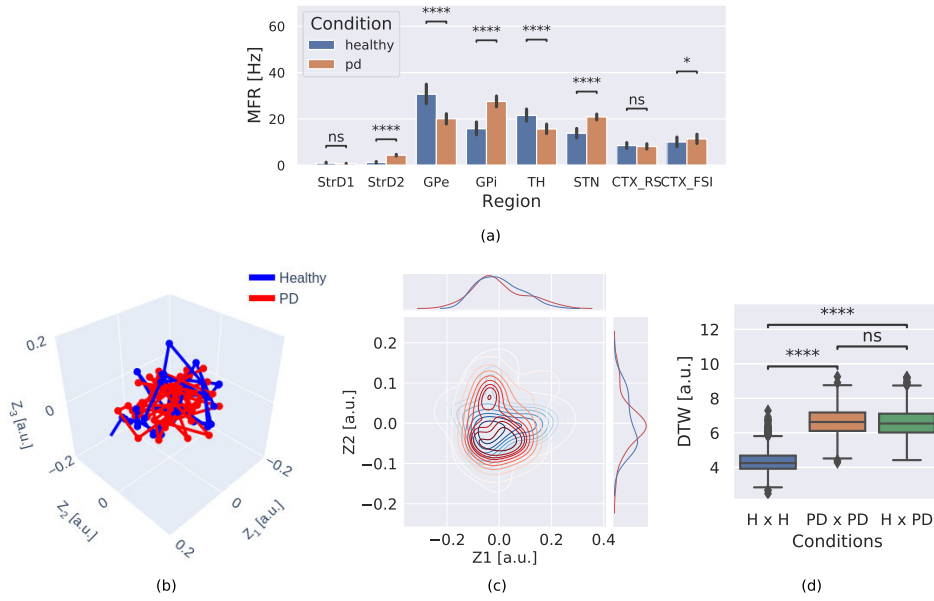 Condition
healthy
pd
MFR [Hz]
60
40
20
0
ns
****
****
****
****
****
ns
*
StrD1 StrD2 GPe GPi TH STN CTX_RS CTX_FSI
Region
(a)
Healthy
PD
0.2
0
−0.2
Z3 [a.u.]
−0.2
0
0.2
Z2 [a.u.]
Z1 [a.u.]
0
−0.2
(b)
0.2
0.1
0.0
−0.1
−0.2
Z2 [a.u.]
−0.2 0.0 0.2 0.4
Z1 [a.u.]
(c)
12
10
8
6
4
DTW [a.u.]
****
****
ns
H x H PD x PD H x PD
Conditions
(d)